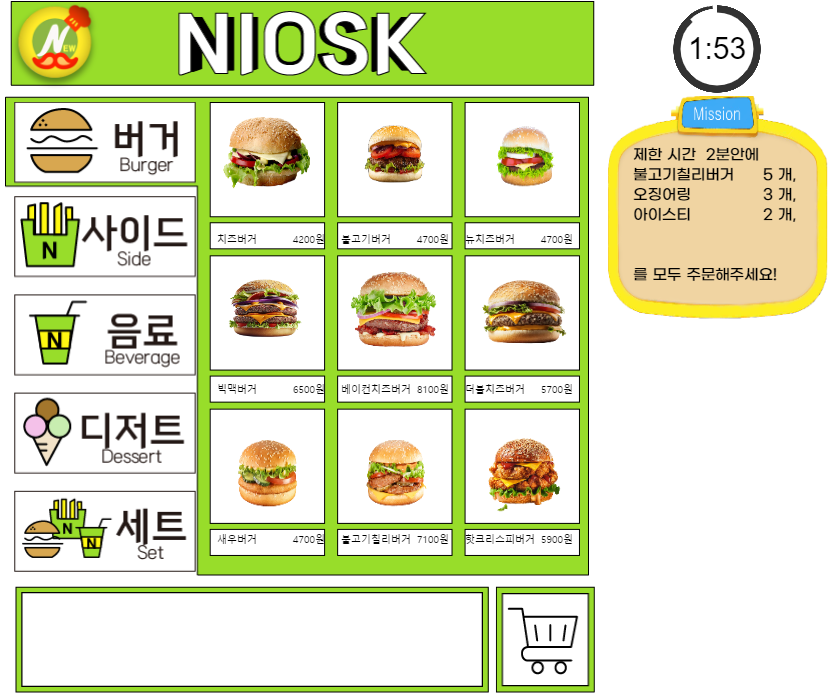 N
EW
NIOSK
1:53
Mission
제한 시간 2분안에
불고기칠리버거 5 개,
오징어링 3 개,
아이스티 2 개,
를 모두 주문해주세요!
버거
Burger
N
사이드
Side
N
음료
Beverage
디저트
Dessert
N
N
세트
Set
치즈버거 4200원
불고기버거 4700원
뉴치즈버거 4700원
빅맥버거 6500원
베이컨치즈버거 8100원
더블치즈버거 5700원
새우버거 4700원
불고기칠리버거 7100원
핫크리스피버거 5900원